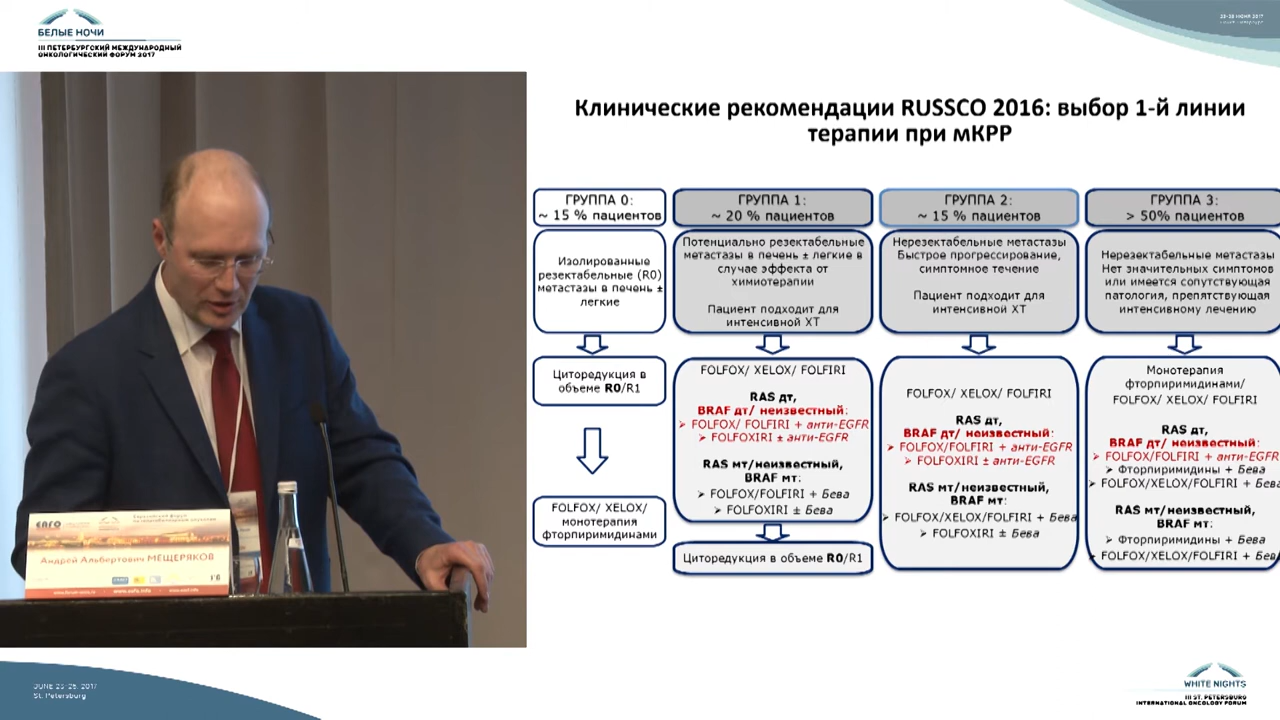 БЕЛЫЕ НОЧИ
III ПЕТЕРБУРГСКИЙ МЕЖДУНАРОДНЫЙ
ОНКОЛОГИЧЕСКИЙ ФОРУМ 2017
Клинические рекомендации RUSSCO 2016: выбор 1-й линии
терапии при мКРР
ГРУППА 0:
~ 15 % пациентов
Изолированные
резектабельные (R0)
метастазы в печень ±
легкие
Циторедукция в
объеме R0/R1
FOLFOX/ XELOX/
монотерапия
фторпиримидинами
ГРУППА 1:
~ 20 % пациентов
Потенциально резектабельные
метастазы в печень ± легкие в
случае эффекта от
химиотерапии
Пациент подходит для
интенсивной ХТ
FOLFOX/ XELOX/ FOLFIRI
RAS дт,
BRAF дт/ неизвестный:
➢ FOLFOX/ FOLFIRI + анти-EGFR
➢ FOLFOXIRI ± анти-EGFR
RAS мт/неизвестный,
BRAF мт:
➢ FOLFOX/FOLFIRI + Бева
➢ FOLFOXIRI ± Бева
Циторедукция в объеме R0/R1
ГРУППА 2:
~ 15 % пациентов
Нерезектабельные метастазы
Быстрое прогрессирование,
симптомное течение
Пациент подходит для
интенсивной ХТ
FOLFOX/ XELOX/ FOLFIRI
RAS дт,
BRAF дт/ неизвестный:
➢ FOLFOX/FOLFIRI + анти-EGFR
➢ FOLFOXIRI ± анти-EGFR
RAS мт/неизвестный,
BRAF мт:
➢ FOLFOX/XELOX/FOLFIRI + Бева
➢ FOLFOXIRI ± Бева
ГРУППА 3:
> 50% пациентов
Нерезектабельные метастазы
Нет значительных симптомов
Или имеется сопутствующая
патология, препятствующая
интенсивному лечению
Монотерапия
фторпиримидинами/
FOLFOX/ XELOX/ FOLFIRI
RAS дт,
BRAF дт/ неизвестный:
➢ FOLFOX/FOLFIRI + анти-EGFR
➢ Фторпиримидины + Бева
➢ FOLFOX/XELOX/FOLFIRI + Бева
RAS мт/неизвестный,
BRAF мт:
➢ Фторпиримидины + Бева
FOLFOX/XELOX/FOLFIRI + Бева
Андрей Альбертович МЕЩЕРЯКОВ
JUNE 23-25, 2017
St. Petersburg
WHITE NIGHTS
III ST. PETERSBURG
INTERNATIONAL ONCOLOGY FORUM